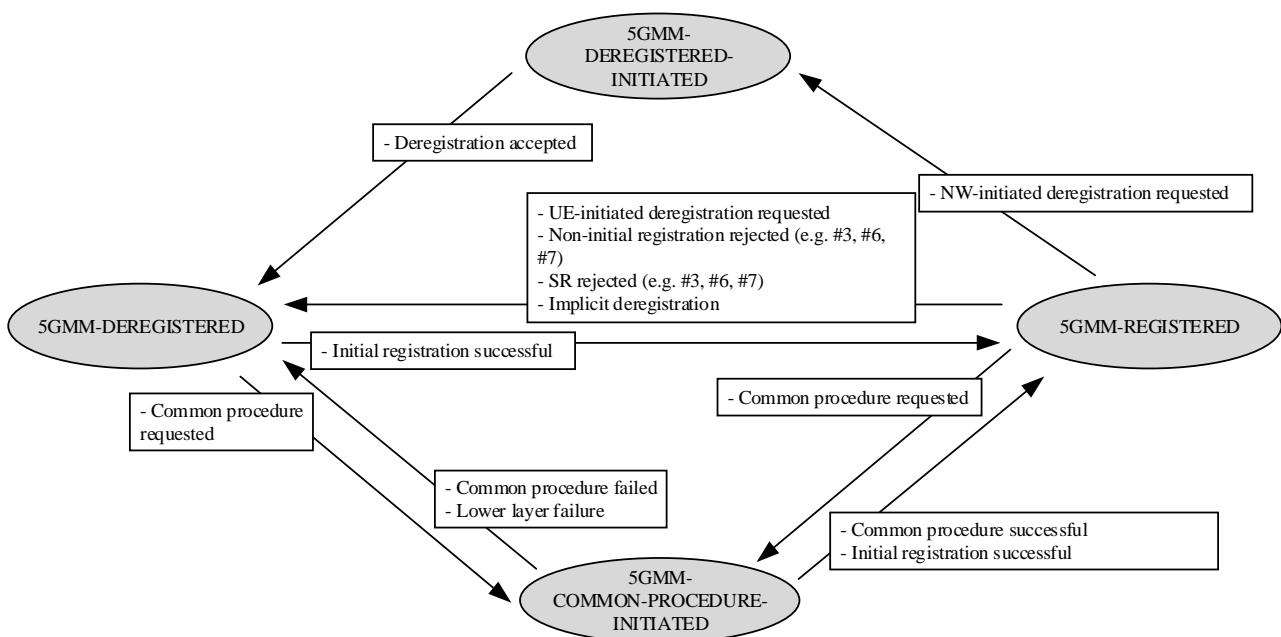 5GMM-
DEREGISTERED-
INITIATED
- Deregistration accepted
- NW-initiated deregistration requested
- UE-initiated deregistration requested
- Non-initial registration rejected (e.g. #3, #6,
#7)
- SR rejected (e.g. #3, #6, #7)
- Implicit deregistration
5GMM-DEREGISTERED
5GMM-REGISTERED
- Initial registration successful
- Common procedure
requested
- Common procedure requested
- Common procedure failed
- Lower layer failure
- Common procedure successful
- Initial registration successful
5GMM-
COMMON-PROCEDURE-
INITIATED